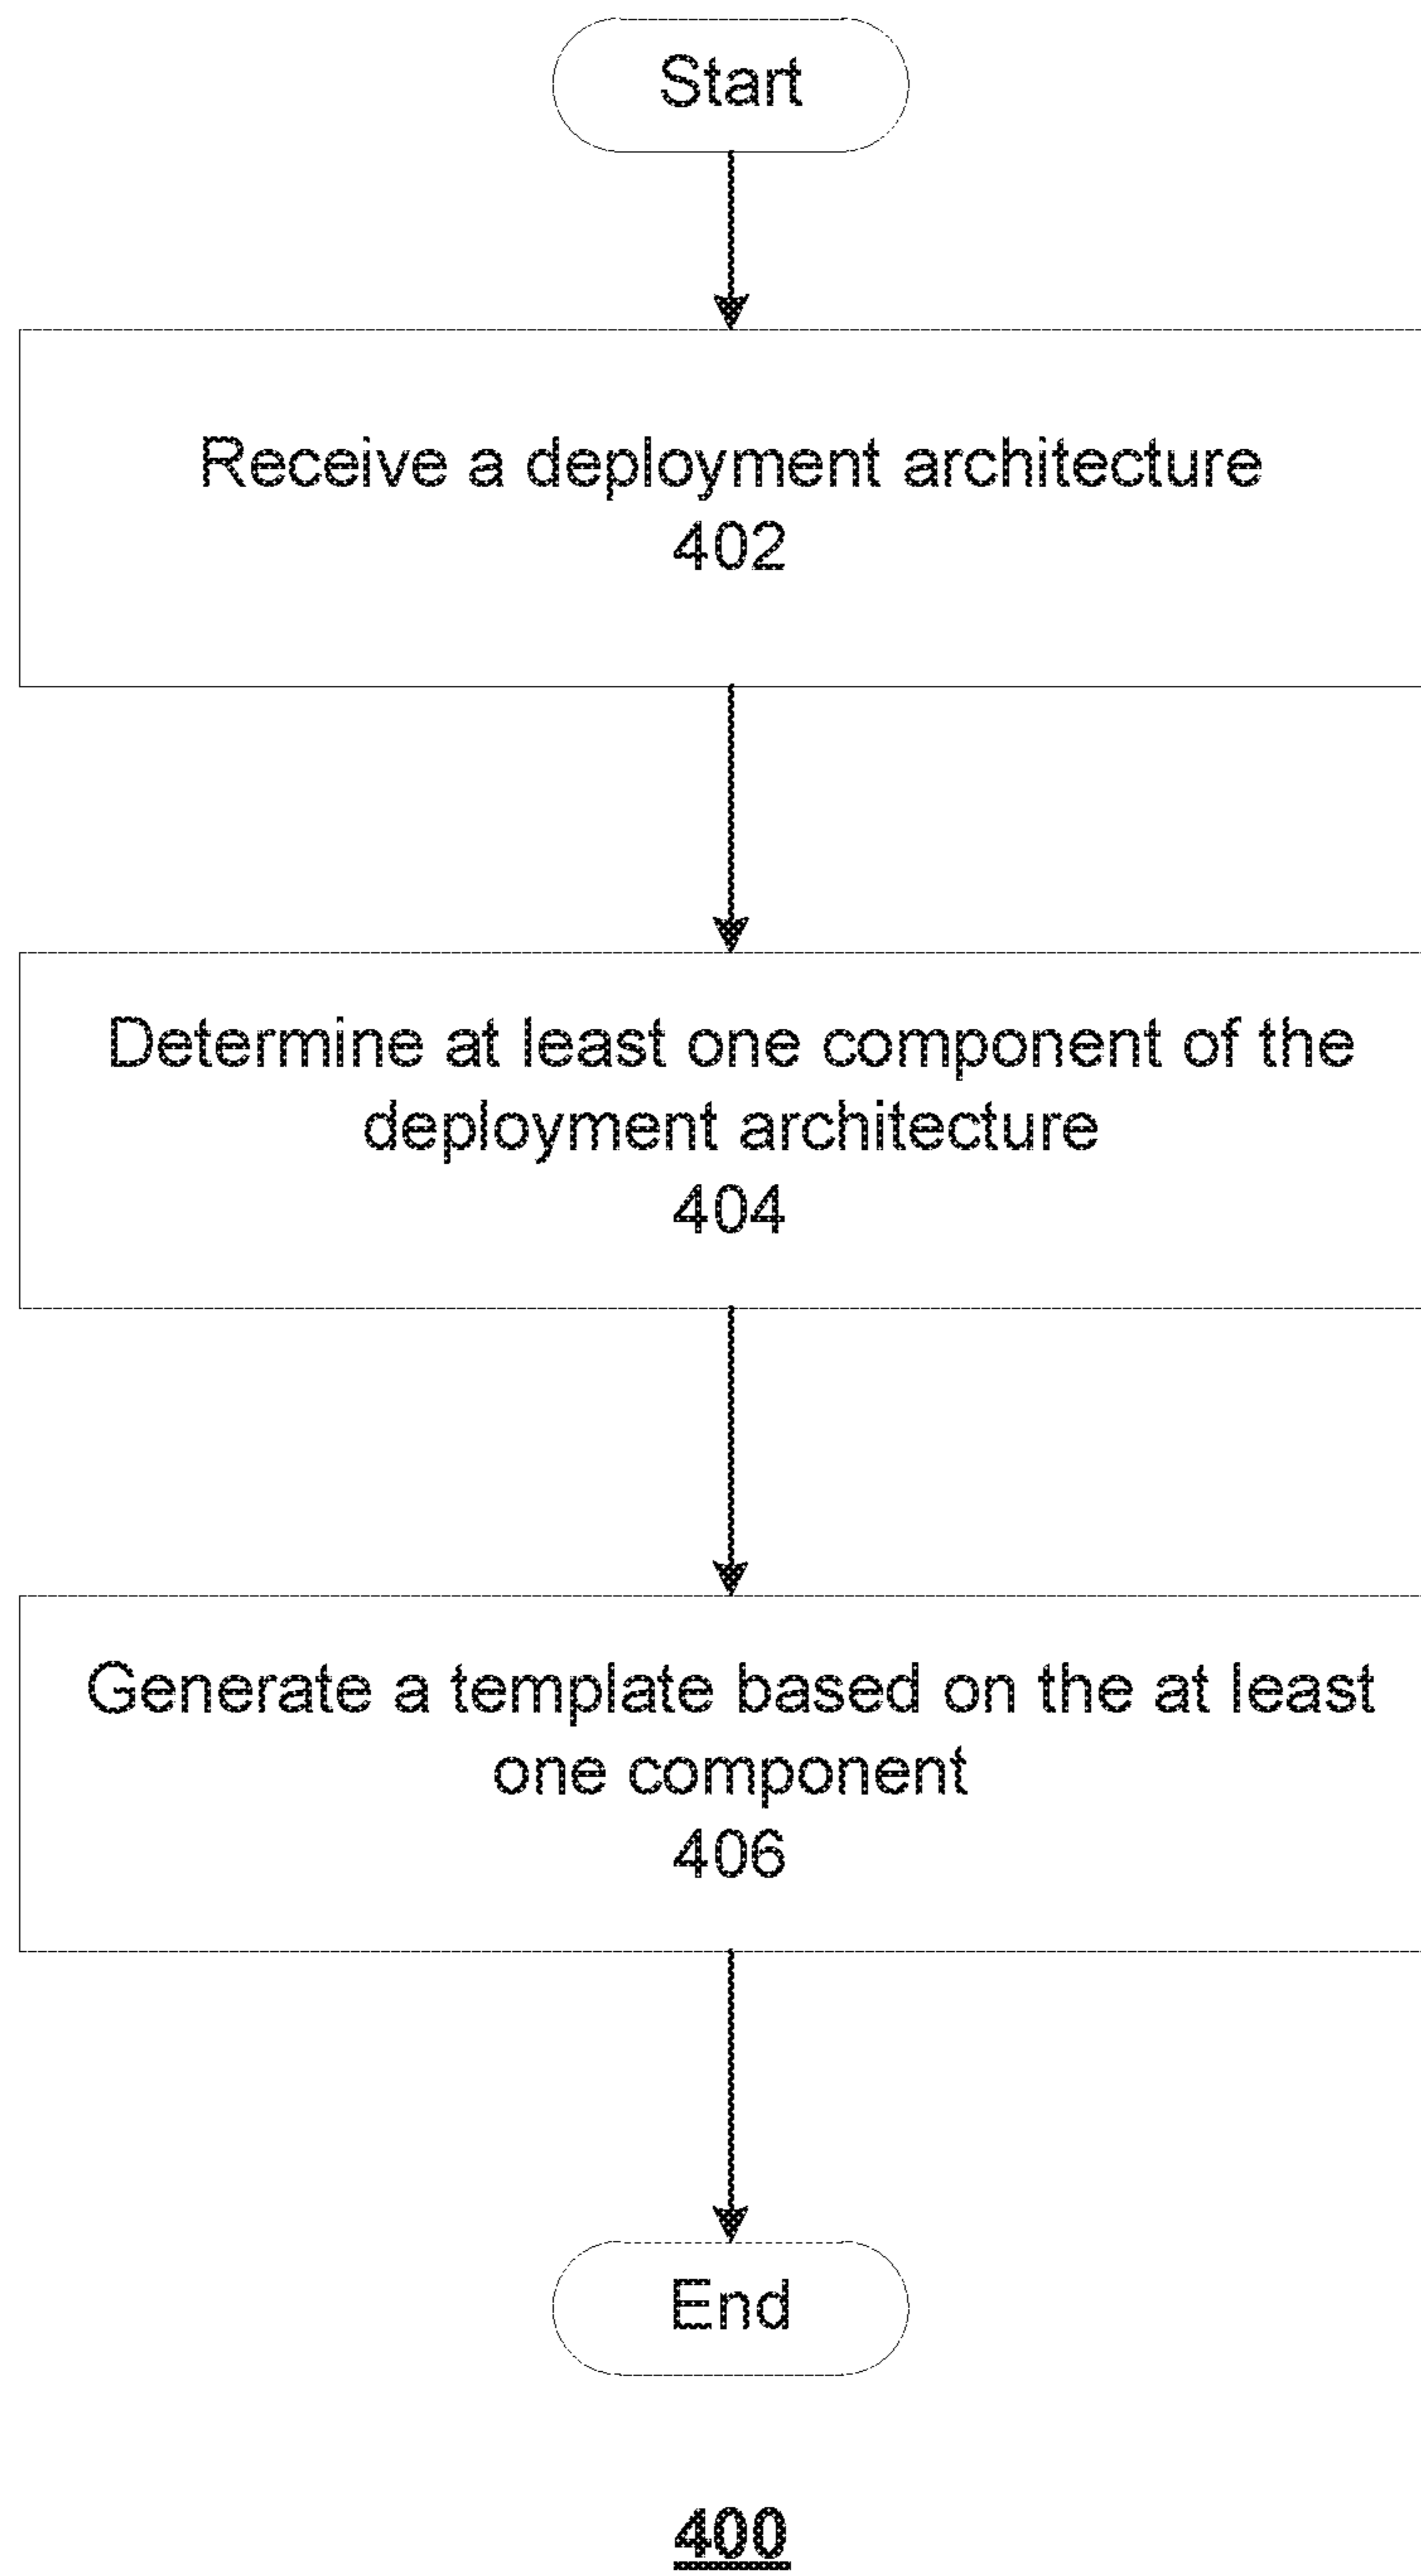 Start
Receive a deployment architecture
402
Determine at least one component of the
deployment architecture
404
Generate a template based on the at least
one component
406
End
400